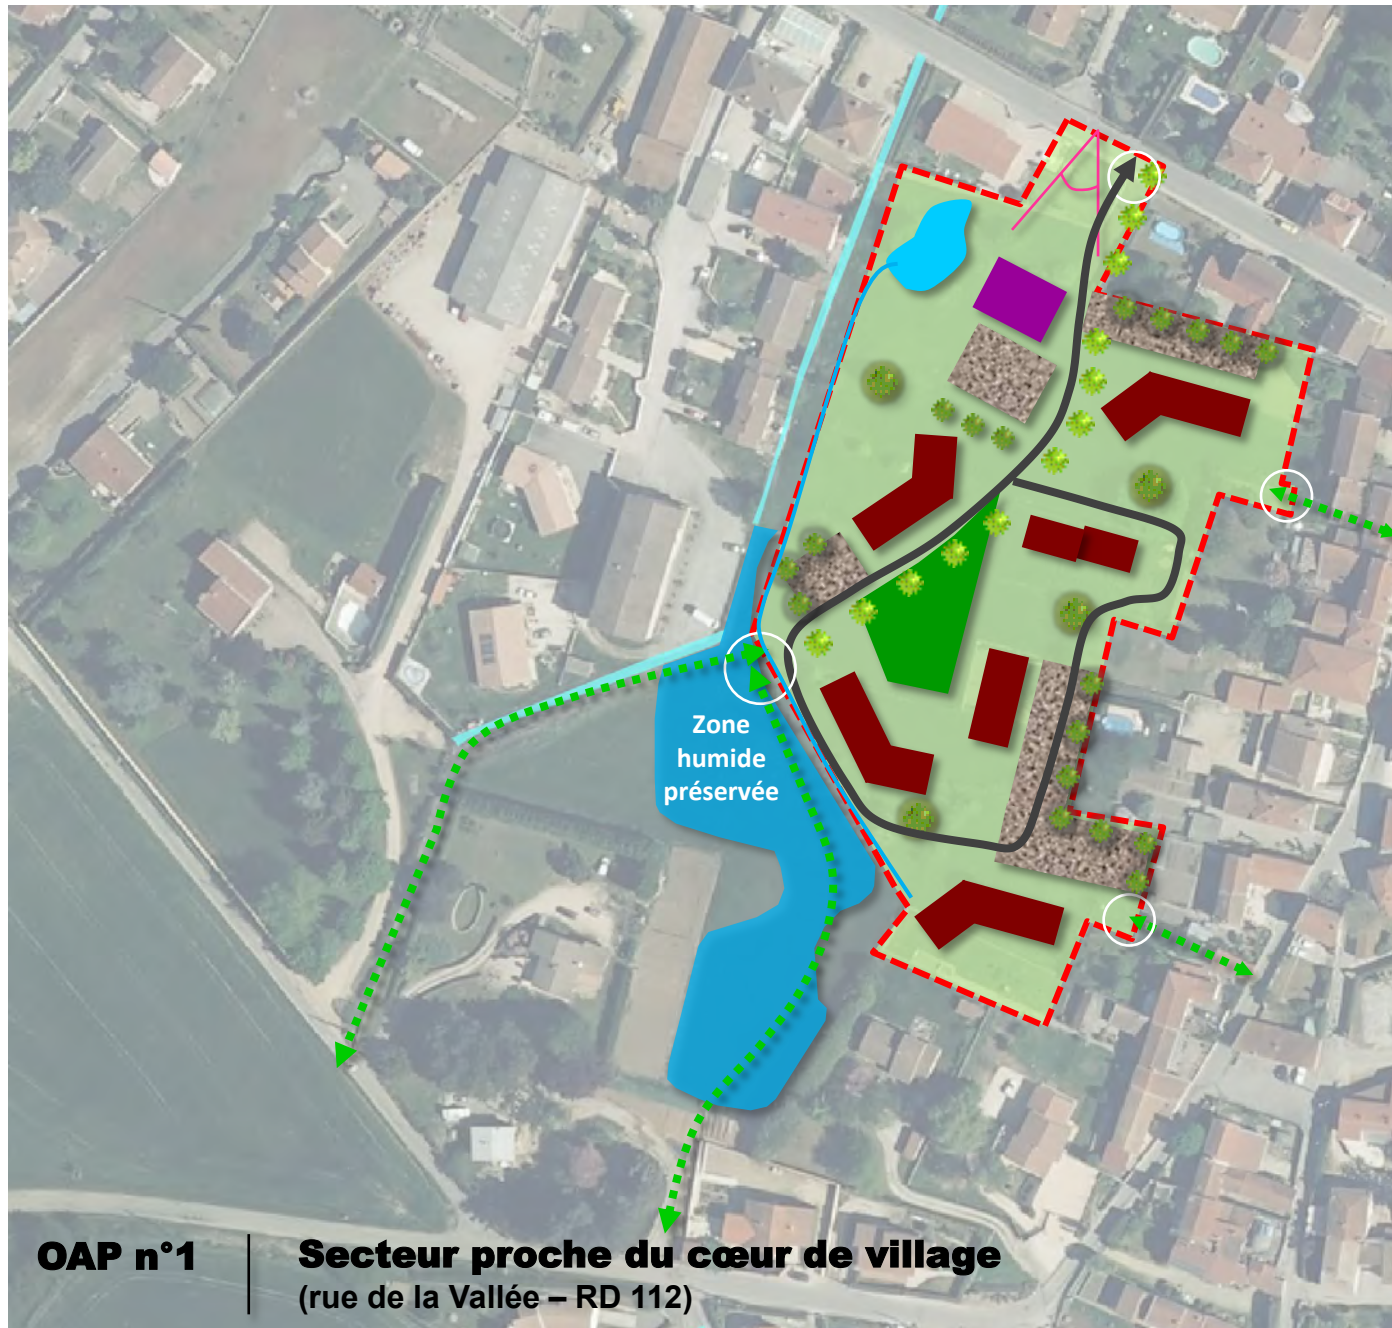 Zone
humide
préservée
OAP n°1
Secteur proche du cœur de village
(rue de la Vallée – RD 112)